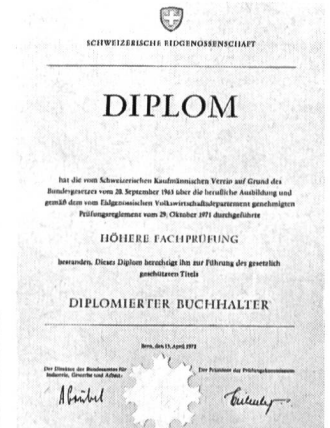 SCHWEIZERISCHE EIDGENOSSENSCHAFT
DIPLOM
hat die vom Schweizerischen Kaufmännischen Verein auf Grund des
Bundesgesetzes vom 20. September 1963 über die berufliche Ausbildung und
gemäß dem vom Eidgenössischen Volkswirtschaftsdepartement genehmigten
Prüfungsreglement vom 29. Oktober 1971 durchgeführte
HÖHERE FACHPRÜFUNG
bestanden. Dieses Diplom berechtigt ihn zur Führung des gesetzlich
geschützten Titels
DIPLOMIERTER BUCHHALTER
Bern, den 15. April 1972
Der Direktor des Bundesamtes für
Industrie, Gewerbe und Arbeit:
Der Präsident der Prüfungskommission: